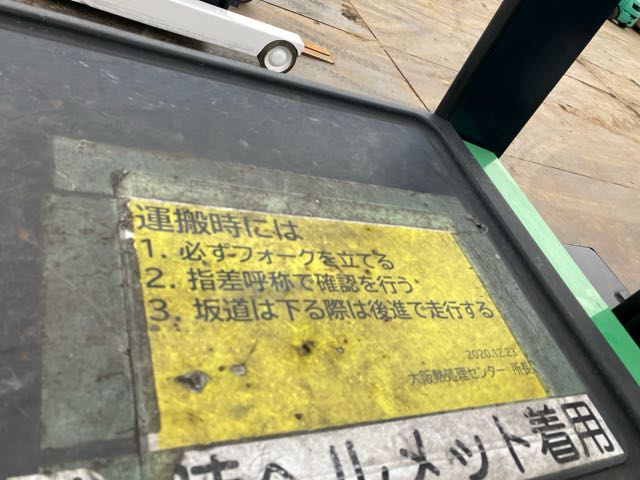 運搬時には
1. 必ずフォークを立てる
2. 指差呼称で確認を行う
3. 坂道は下る際は後進で走行する
2020.12.23
大阪熱処理センター 所長
時ヘルメット着用